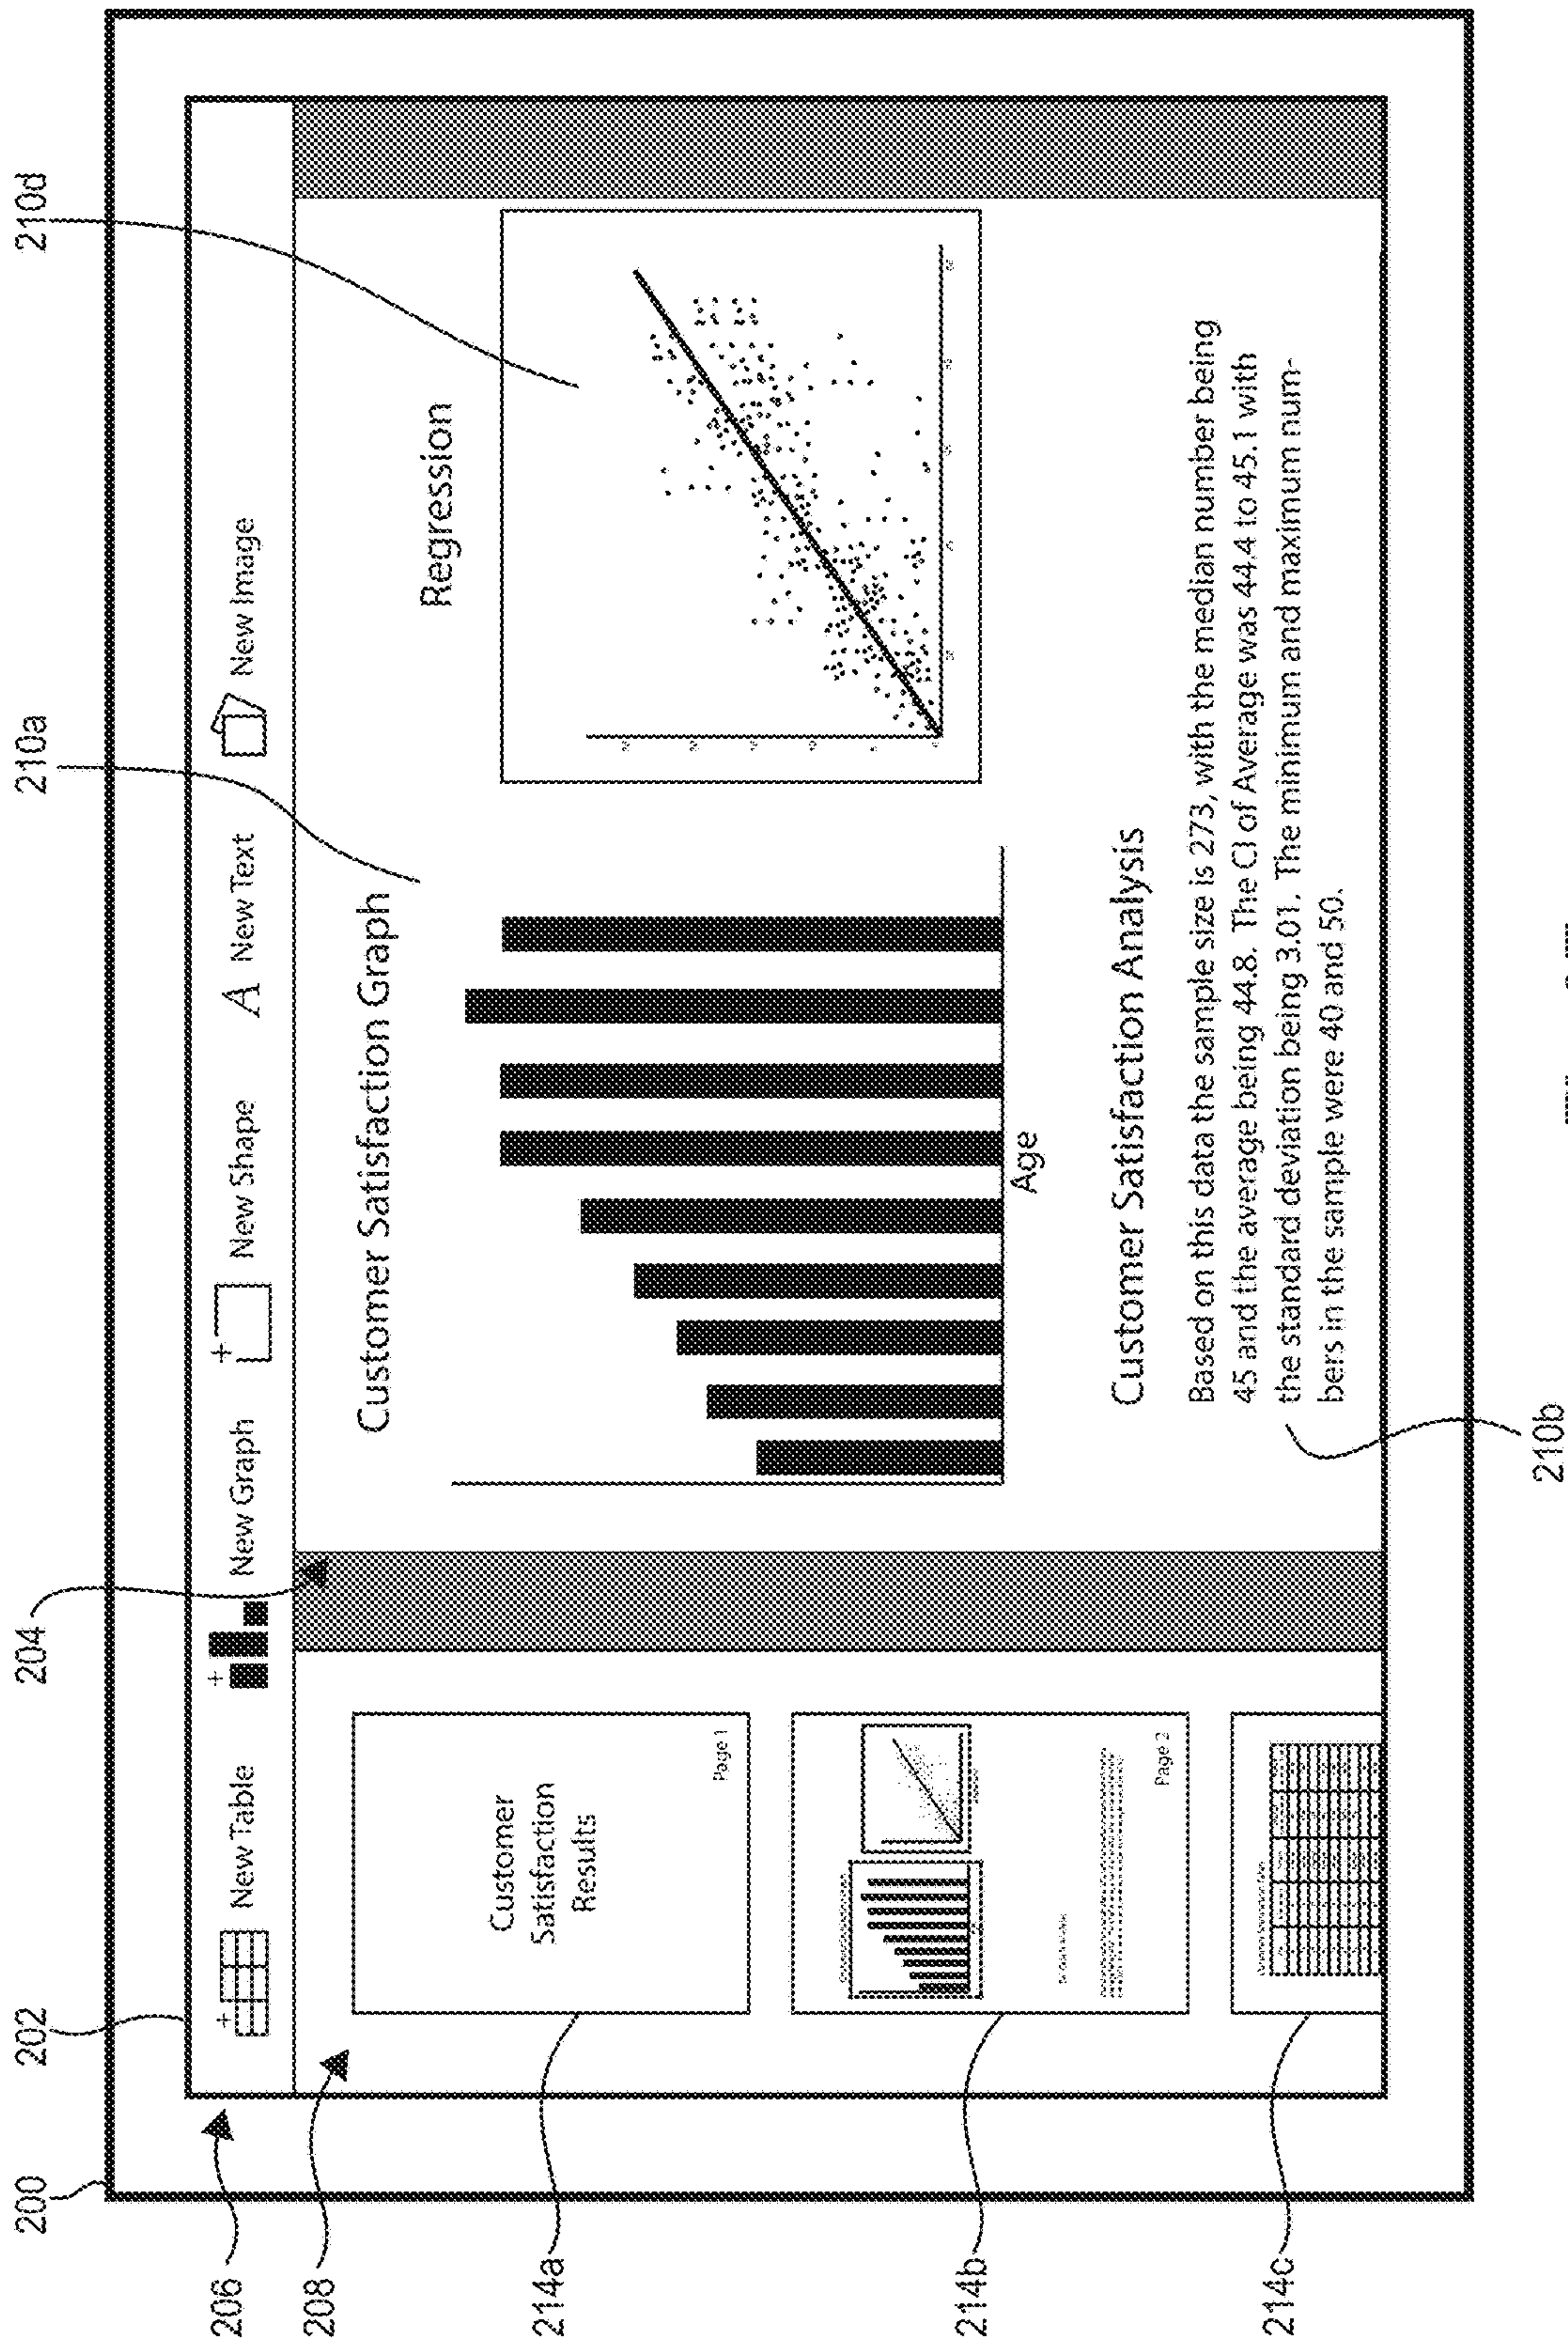 200
202
204
210a
210d
206
208
214a
214b
214c
210b
New Table
New Graph
New Shape
A New Text
New Image
Customer
Satisfaction
Results
Page 1
Page 2
Customer Satisfaction Graph
Age
Regression
Customer Satisfaction Analysis
Based on this data the sample size is 273, with the median number being
45 and the average being 44.8. The CI of Average was 44.4 to 45.1 with
the standard deviation being 3.01. The minimum and maximum num-
bers in the sample were 40 and 50.